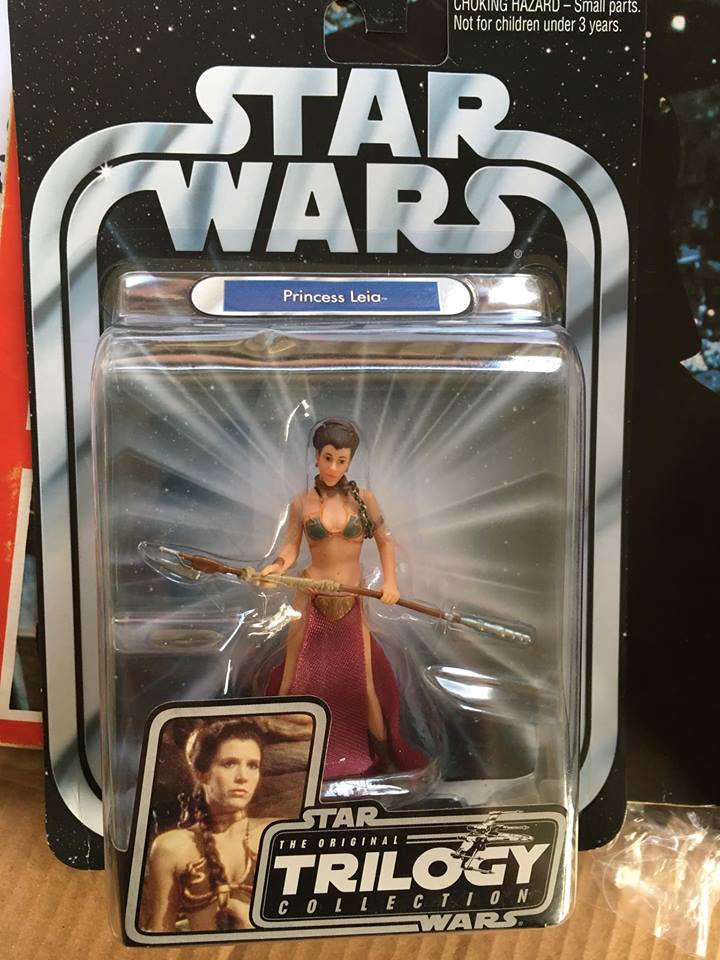 CHOKING HAZARD – Small parts.
Not for children under 3 years.
STAR
WARS®
Princess Leia™
STAR
THE ORIGINAL
TRILOGY
COLLECTION
WARS®